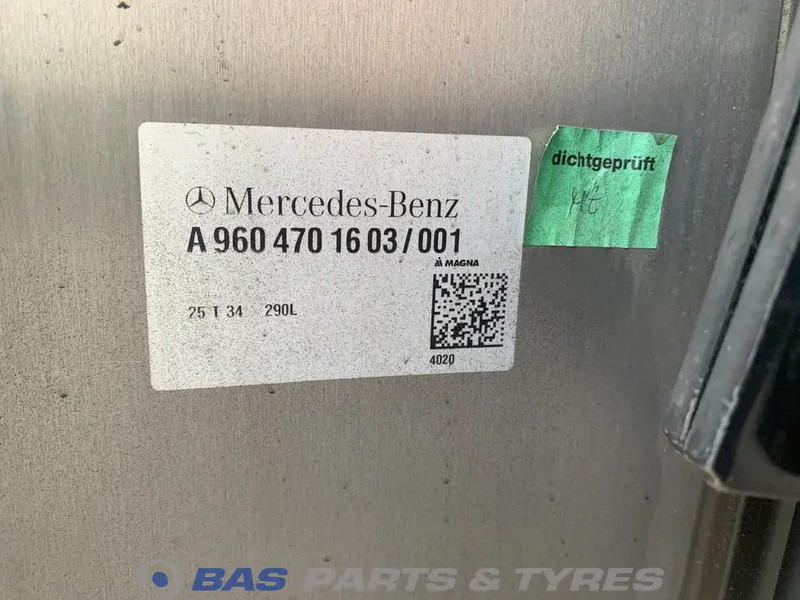 Mercedes-Benz
A 960 470 16 03/001
MAGNA
25 T 34 290L
4020
dichtgeprüft
BAS PARTS & TYRES